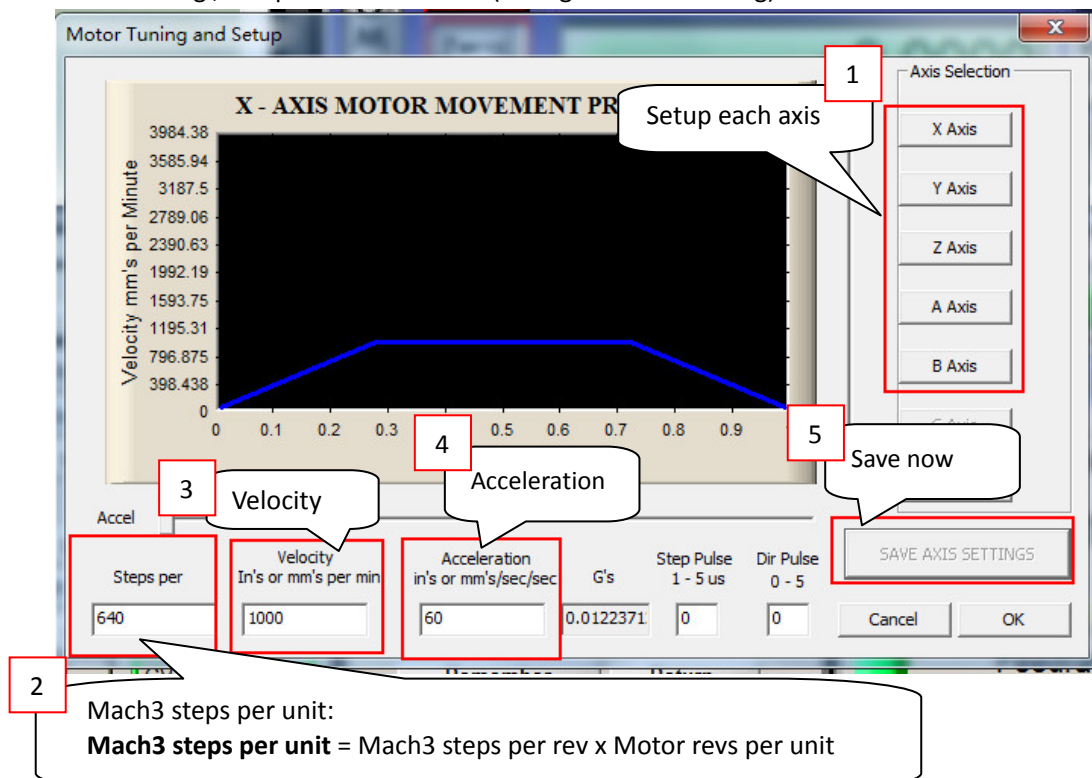 Motor Tuning and Setup
X
1
Axis Selection
X - AXIS MOTOR MOVEMENT
Setup each axis
X Axis
Y Axis
Z Axis
A Axis
B Axis
Velocity mm's per Minute
3984.38
3585.94
3187.5
2789.06
2390.63
1992.19
1593.75
1195.31
796.875
398.438
0
0 0.1 0.2 0.3 0.5 0.6 0.7 0.8 0.9
4
Acceleration
5
Save now
3
Velocity
Accel
Steps per
Velocity
In's or mm's per min
Acceleration
in's or mm's/sec/sec
G's
Step Pulse
1 - 5 us
Dir Pulse
0 - 5
SAVE AXIS SETTINGS
640
1000
60
0.0122371
0
0
Cancel
OK
2
Mach3 steps per unit:
Mach3 steps per unit = Mach3 steps per rev x Motor revs per unit